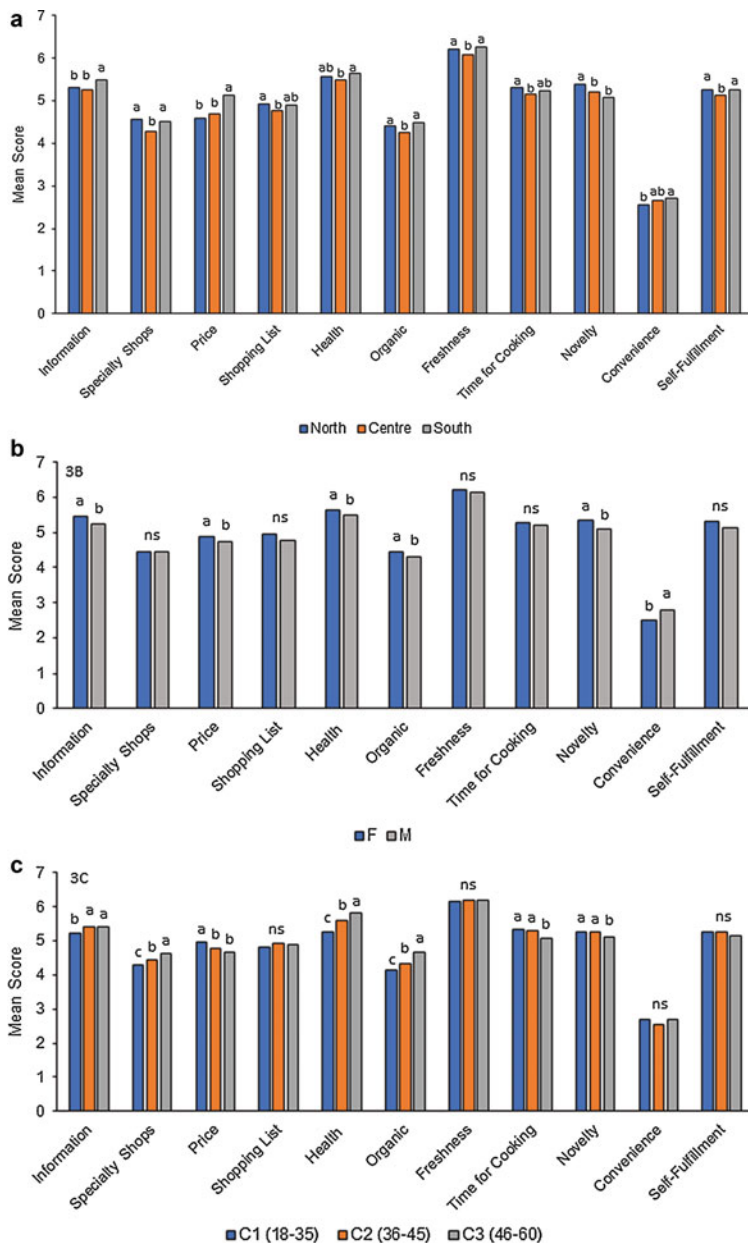 a
7
6
5
4
3
2
1
0
Mean Score
b b a
a b a
b b a
a b ab
ab b a
a b a
a b a
a b ab
a b b
b ab a
a b a
Information
Specialty Shops
Price
Shopping List
Health
Organic
Freshness
Time for Cooking
Novelty
Convenience
Self-Fulfillment
North Centre South
b
3B
7
6
5
4
3
2
1
0
Mean Score
a b
ns
a b
ns
a b
a b
ns
ns
a b
b a
ns
Information
Specialty Shops
Price
Shopping List
Health
Organic
Freshness
Time for Cooking
Novelty
Convenience
Self-Fulfillment
F M
c
3C
7
6
5
4
3
2
1
0
Mean Score
b a a
c b a
a b b
ns
c b a
c b a
ns
a a b
a a b
ns
ns
Information
Specialty Shops
Price
Shopping List
Health
Organic
Freshness
Time for Cooking
Novelty
Convenience
Self-Fulfillment
C1 (18-35) C2 (36-45) C3 (46-60)